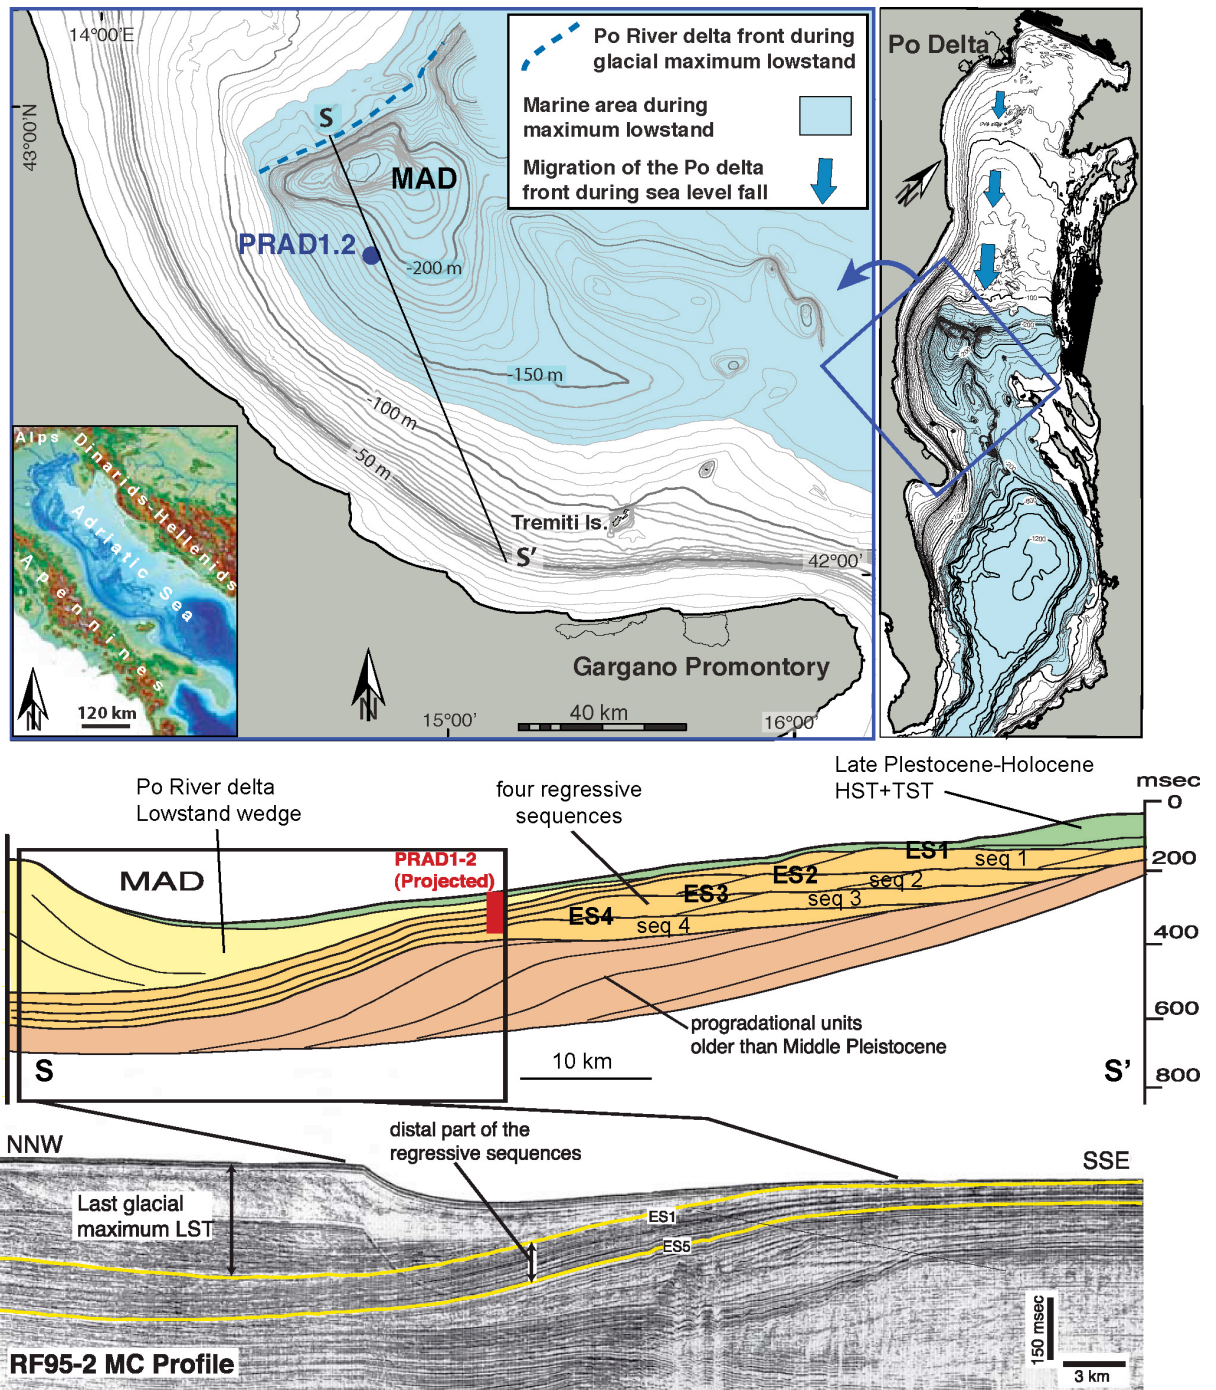 14°00'E
43°00'N
Po River delta front during
glacial maximum lowstand
Marine area during
maximum lowstand
Migration of the Po delta
front during sea level fall
S
MAD
PRAD1.2
-200 m
-150 m
-100 m
-50 m
Tremiti Is.
S'
42°00'
Gargano Promontory
40 km
15°00'
16°00'
N
Alps
Dinarids-Hellenids
Adriatic Sea
Apennines
N
120 km
Po Delta
N
-100
-200
-1200
Po River delta
Lowstand wedge
four regressive
sequences
Late Plestocene-Holocene
HST+TST
msec
0
200
400
600
800
MAD
PRAD1-2
(Projected)
ES1
seq 1
ES2
seq 2
ES3
seq 3
ES4
seq 4
progradational units
older than Middle Pleistocene
10 km
S
S'
NNW
SSE
distal part of the
regressive sequences
Last glacial
maximum LST
ES1
ES5
RF95-2 MC Profile
150 msec
3 km